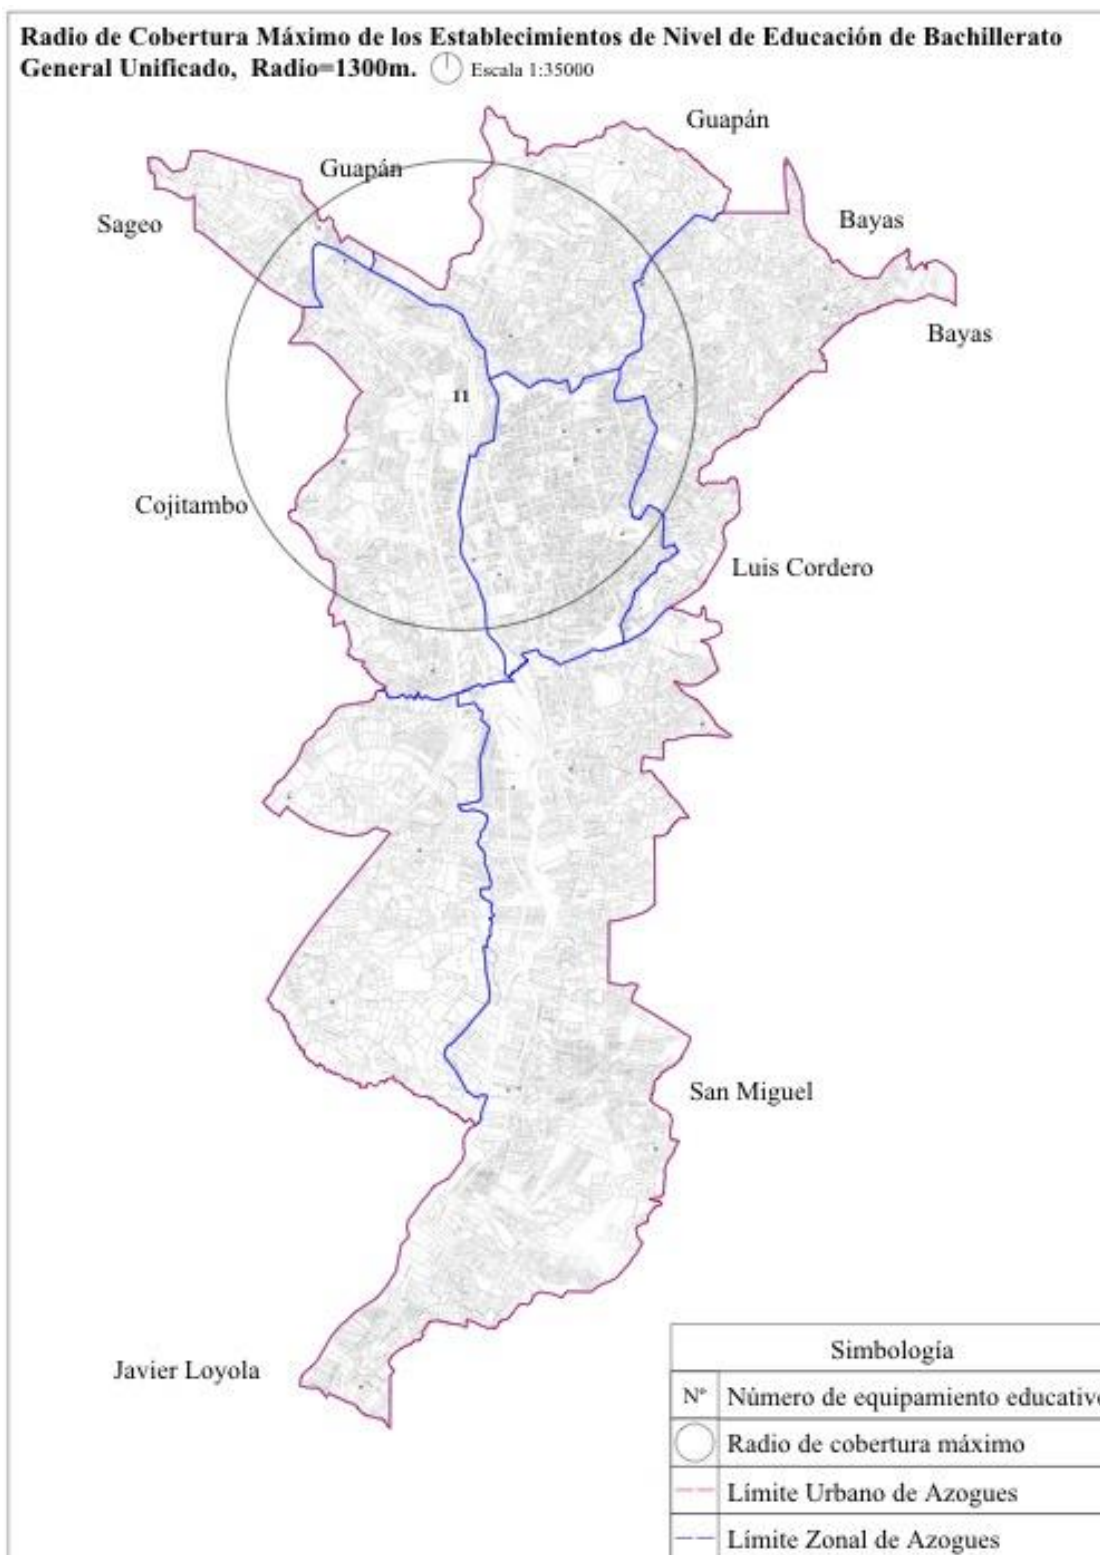 Radio de Cobertura Máximo de los Establecimientos de Nivel de Educación de Bachillerato
General Unificado, Radio=1300m. Escala 1:35000
Guapán
Guapán
Sageo
Bayas
Bayas
11
Cojitambo
Luis Cordero
San Miguel
Javier Loyola
Simbología
Nº Número de equipamiento educativo
Radio de cobertura máximo
Límite Urbano de Azogues
Límite Zonal de Azogues